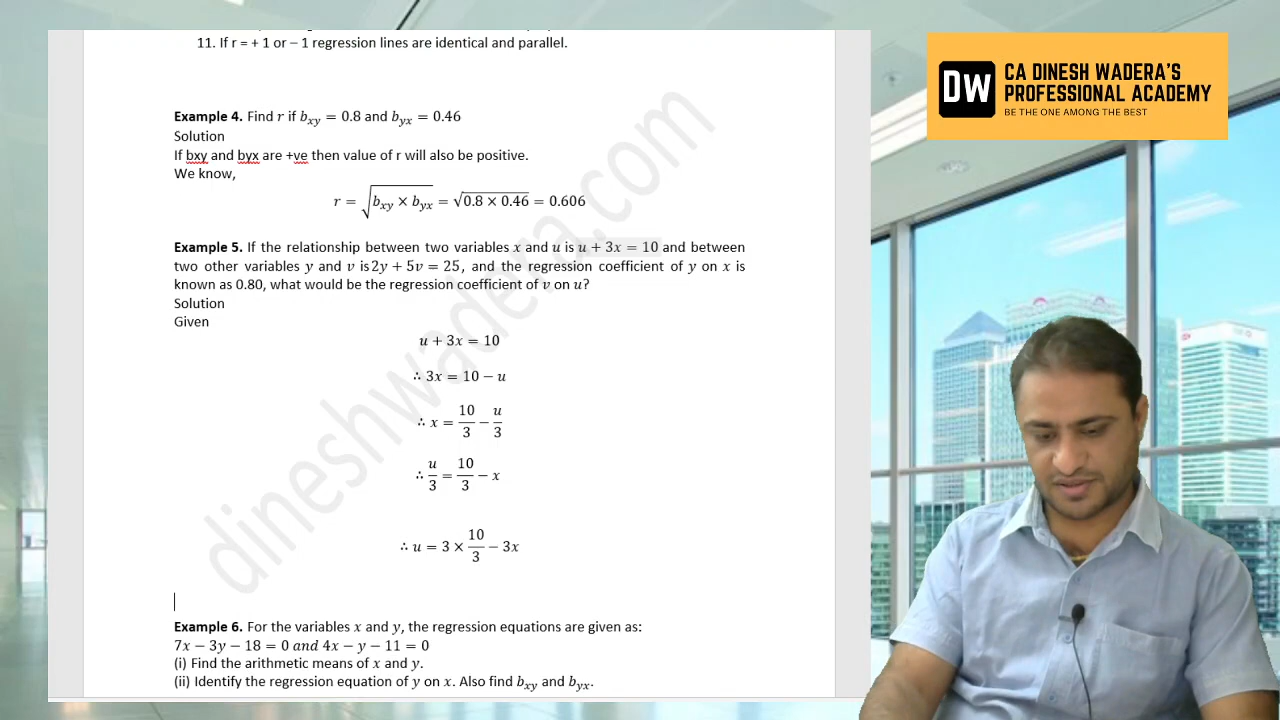 11. If r = + 1 or – 1 regression lines are identical and parallel.
DW
CA DINESH WADERA'S
PROFESSIONAL ACADEMY
BE THE ONE AMONG THE BEST
Example 4. Find r if b_xy = 0.8 and b_yx = 0.46
Solution
If bxy and byx are +ve then value of r will also be positive.
We know,
r = √(b_xy × b_yx) = √(0.8 × 0.46) = 0.606
Example 5. If the relationship between two variables x and u is u + 3x = 10 and between
two other variables y and v is 2y + 5v = 25, and the regression coefficient of y on x is
known as 0.80, what would be the regression coefficient of v on u?
Solution
Given
u + 3x = 10
∴ 3x = 10 − u
∴ x = 10/3 − u/3
∴ u/3 = 10/3 − x
∴ u = 3 × 10/3 − 3x
Example 6. For the variables x and y, the regression equations are given as:
7x − 3y − 18 = 0 and 4x − y − 11 = 0
(i) Find the arithmetic means of x and y.
(ii) Identify the regression equation of y on x. Also find b_xy and b_yx.
dineshwadera.com